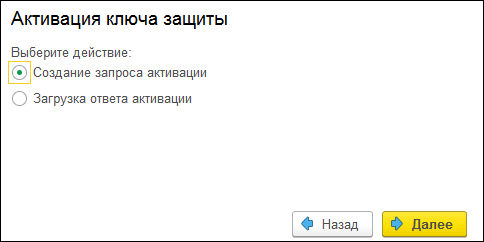 Активация ключа защиты
Выберите действие:
Создание запроса активации
Загрузка ответа активации
Назад
Далее